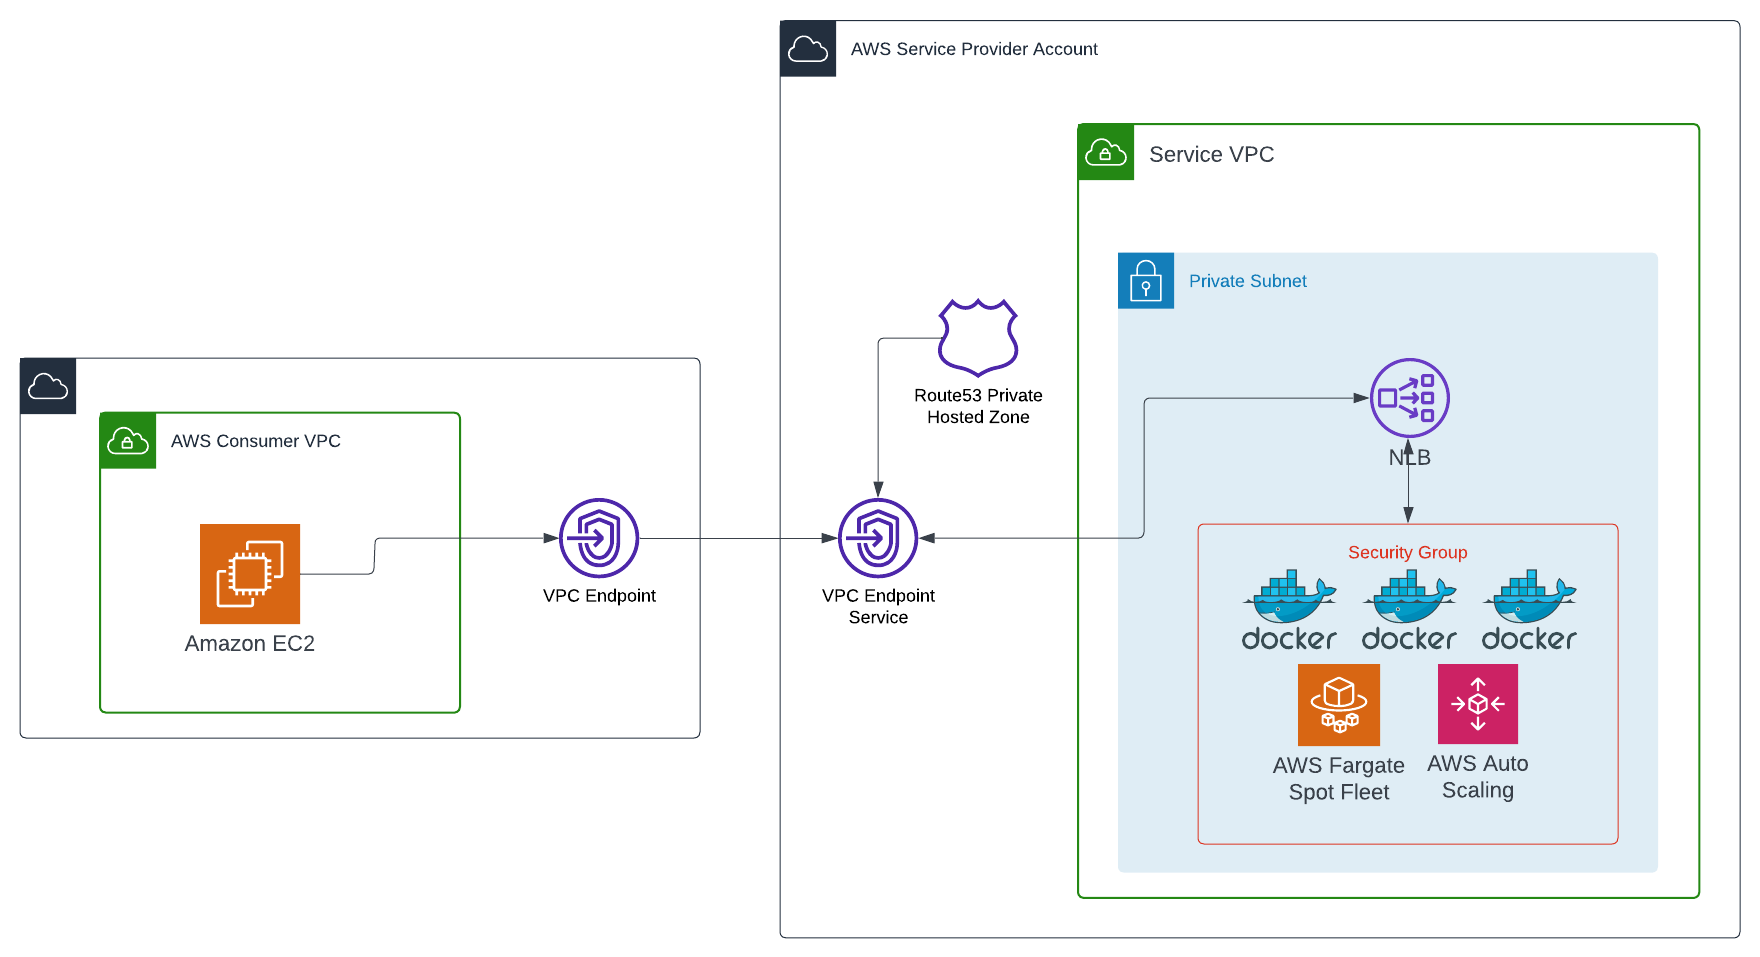 AWS Service Provider Account
Service VPC
Private Subnet
Route53 Private
Hosted Zone
NLB
AWS Consumer VPC
Amazon EC2
VPC Endpoint
VPC Endpoint
Service
Security Group
docker
docker
docker
AWS Fargate
Spot Fleet
AWS Auto
Scaling